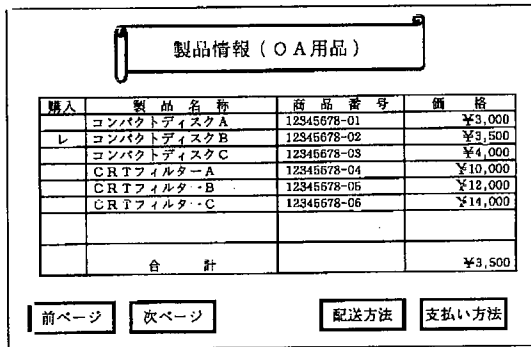 製品情報（OA用品）
購入 製品名称 商品番号 価格
コンパクトディスクA 12345678-01 ¥3,000
レ コンパクトディスクB 12345678-02 ¥3,500
コンパクトディスクC 12345678-03 ¥4,000
CRTフィルターA 12345678-04 ¥10,000
CRTフィルターB 12345678-05 ¥12,000
CRTフィルターC 12345678-06 ¥14,000
合計 ¥3,500
前ページ 次ページ 配送方法 支払い方法